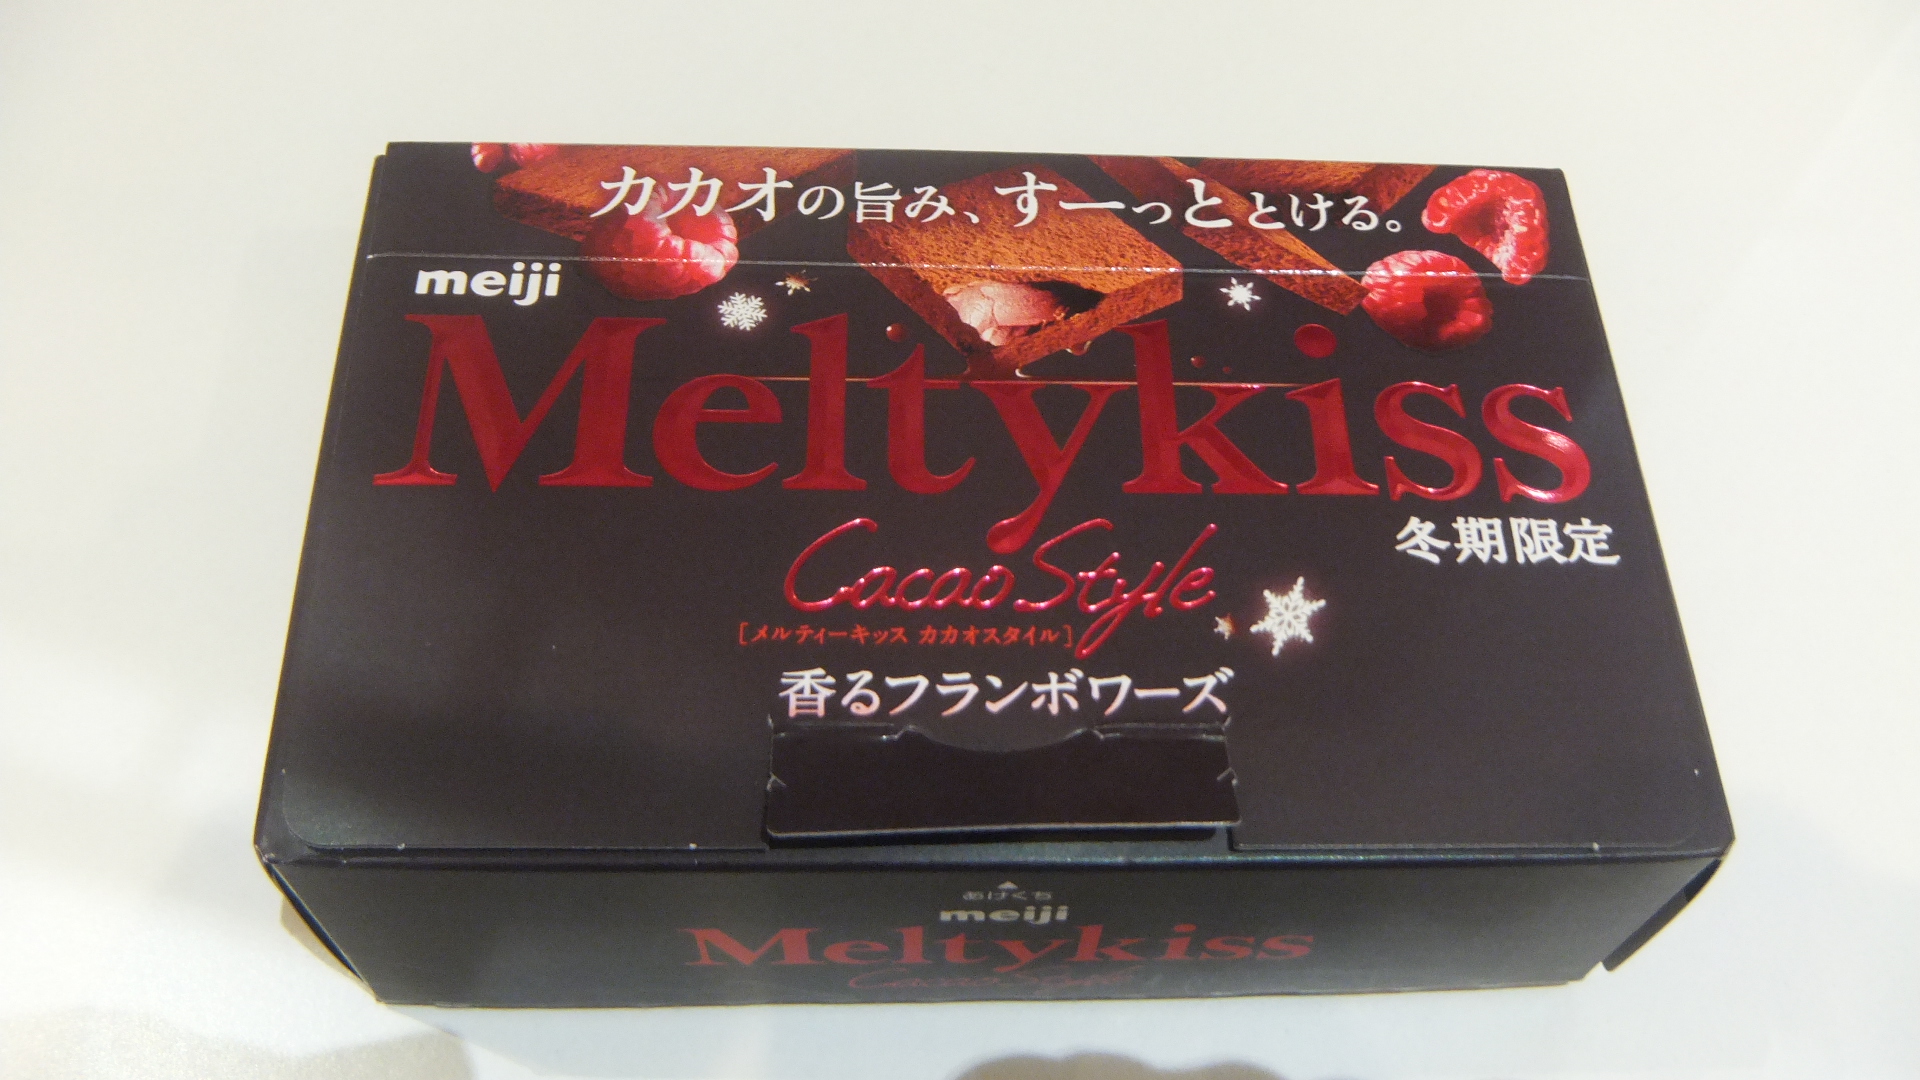 カカオの旨み、すーっととける。
meiji
Meltykiss
冬期限定
Cacao Style
[メルティーキッス カカオスタイル]
香るフランボワーズ
あけくち
meiji
Meltykiss
Cacao Style